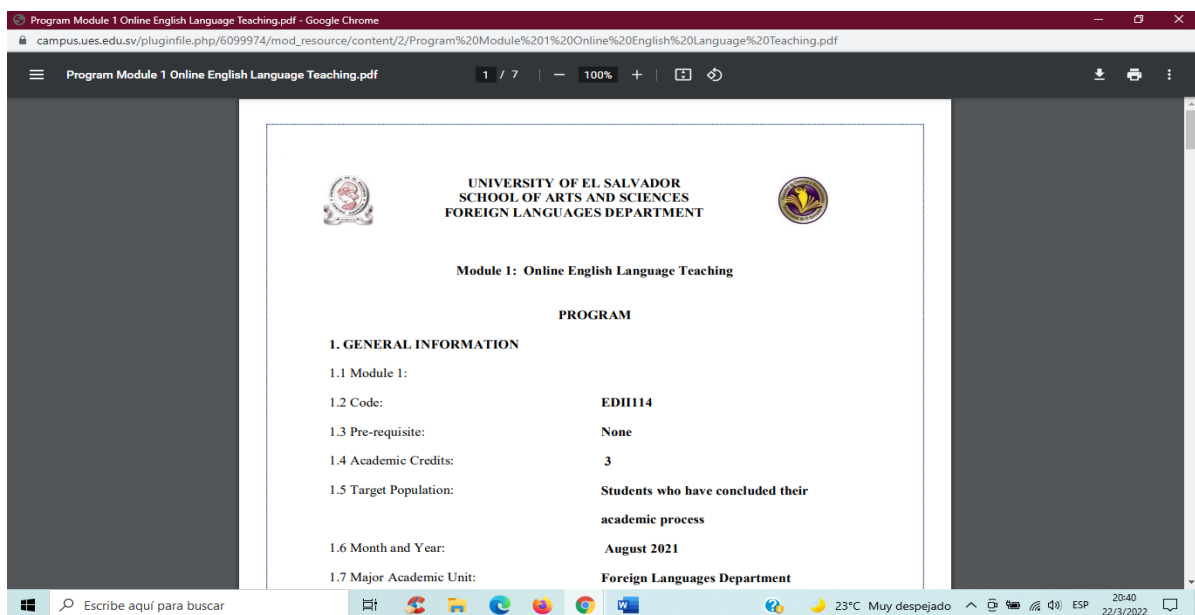 Program Module 1 Online English Language Teaching.pdf - Google Chrome
campus.ues.edu.sv/pluginfile.php/6099974/mod_resource/content/2/Program%20Module%201%20Online%20English%20Language%20Teaching.pdf
Program Module 1 Online English Language Teaching.pdf 1 / 7 100%
UNIVERSITY OF EL SALVADOR
SCHOOL OF ARTS AND SCIENCES
FOREIGN LANGUAGES DEPARTMENT
Module 1: Online English Language Teaching
PROGRAM
1. GENERAL INFORMATION
1.1 Module 1:
1.2 Code: EDII114
1.3 Pre-requisite: None
1.4 Academic Credits: 3
1.5 Target Population: Students who have concluded their
academic process
1.6 Month and Year: August 2021
1.7 Major Academic Unit: Foreign Languages Department
Escribe aquí para buscar 23°C Muy despejado ESP 20:40
22/3/2022